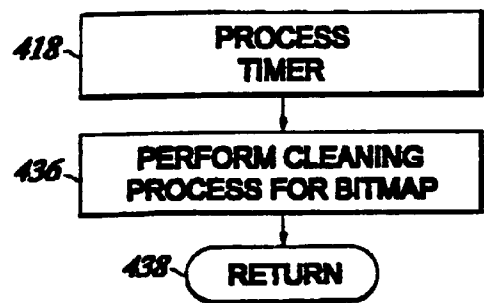 418
PROCESS
TIMER
436
PERFORM CLEANING
PROCESS FOR BITMAP
438
RETURN